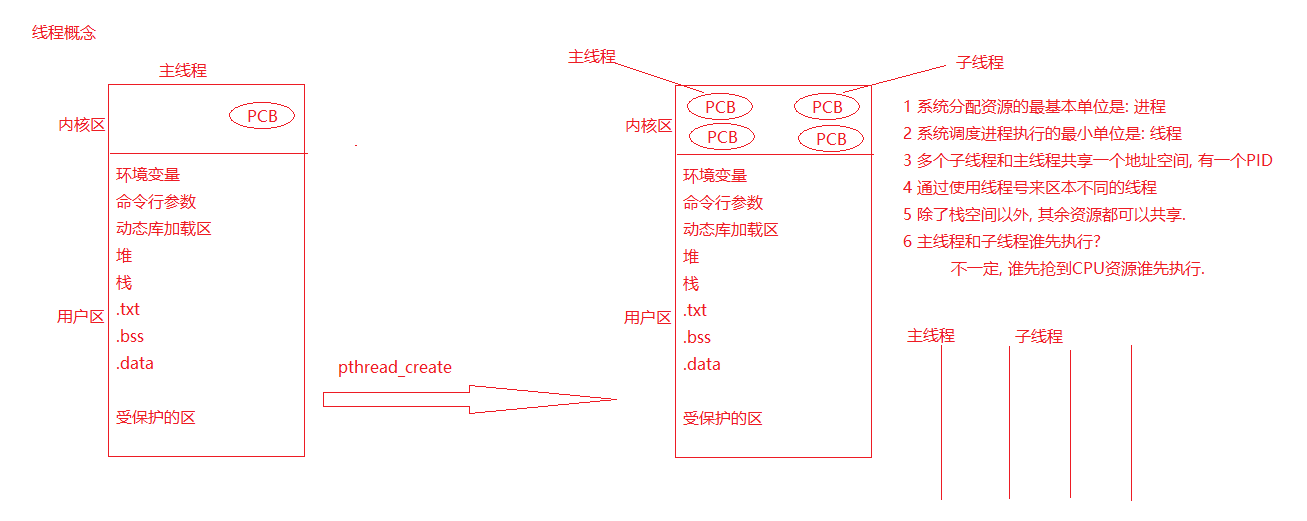 线程概念
主线程
PCB
内核区
环境变量
命令行参数
动态库加载区
堆
栈
.txt
.bss
.data
用户区
受保护的区
pthread_create
主线程
子线程
PCB
PCB
PCB
PCB
内核区
环境变量
命令行参数
动态库加载区
堆
栈
.txt
.bss
.data
用户区
受保护的区
1 系统分配资源的最基本单位是: 进程
2 系统调度进程执行的最小单位是: 线程
3 多个子线程和主线程共享一个地址空间, 有一个PID
4 通过使用线程号来区本不同的线程
5 除了栈空间以外, 其余资源都可以共享.
6 主线程和子线程谁先执行?
不一定, 谁先抢到CPU资源谁先执行.
主线程
子线程